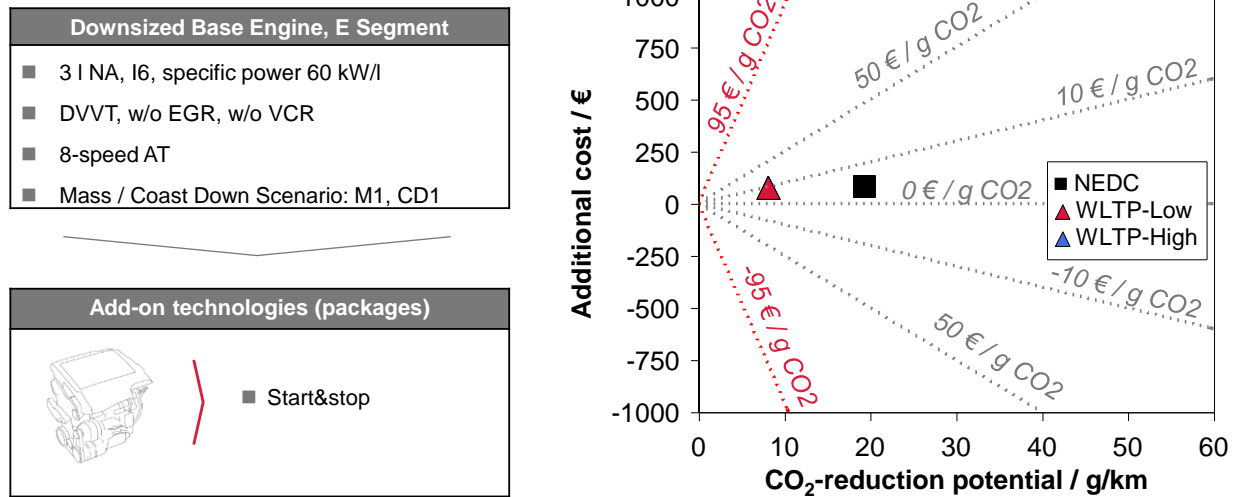 Downsized Base Engine, E Segment
3 l NA, I6, specific power 60 kW/l
DVVT, w/o EGR, w/o VCR
8-speed AT
Mass / Coast Down Scenario: M1, CD1
Add-on technologies (packages)
Start&stop
Additional cost / €
1000
750
500
250
0
-250
-500
-750
-1000
95 € / g CO2
50 € / g CO2
10 € / g CO2
0 € / g CO2
-10 € / g CO2
50 € / g CO2
-95 € / g CO2
NEDC
WLTP-Low
WLTP-High
0 10 20 30 40 50 60
CO₂-reduction potential / g/km